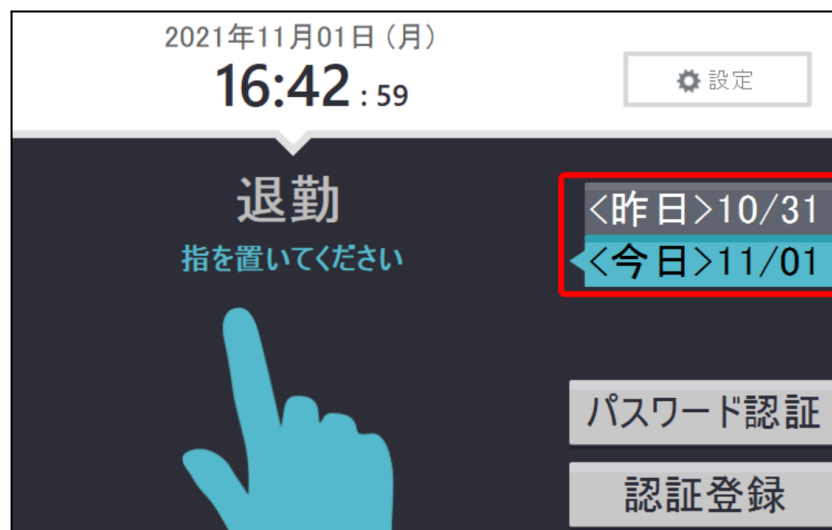 2021年11月01日（月）
16:42:59
設定
退勤
指を置いてください
<昨日>10/31
<今日>11/01
パスワード認証
認証登録